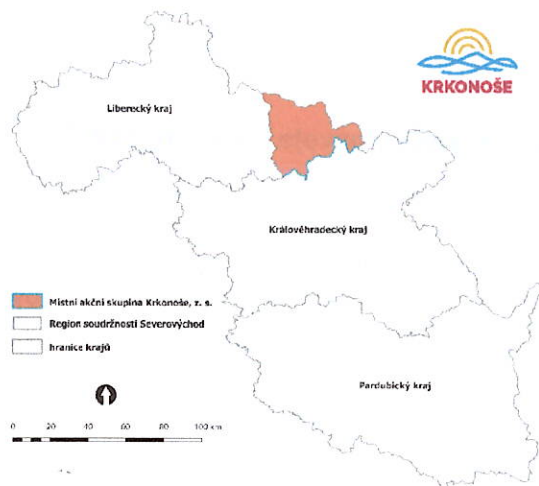 KRKONOŠE
Liberecký kraj
Královéhradecký kraj
Místní akční skupina Krkonoše, z. s.
Region soudržnosti Severovýchod
hranice krajů
Pardubický kraj
0 20 40 60 80 100 km